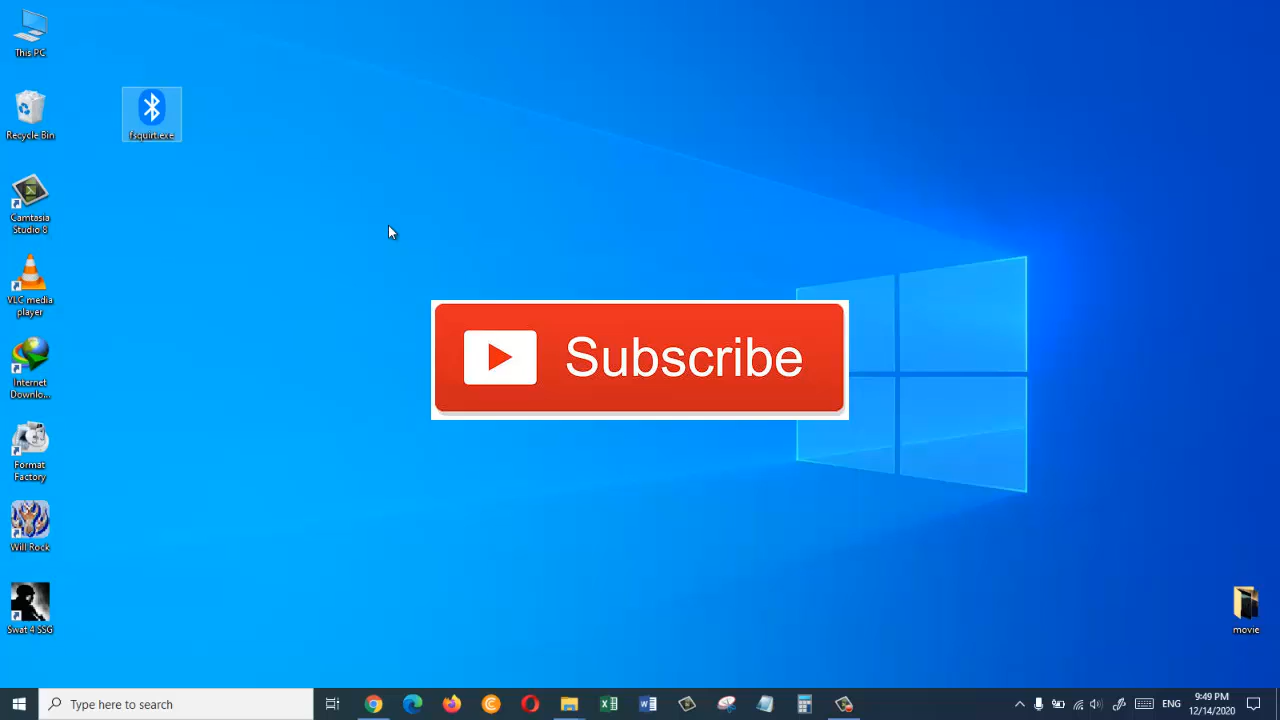 This PC
Recycle Bin
fsquirt.exe
Camtasia
Studio 8
VLC media
player
Internet
Downlo...
Format
Factory
Will Rock
Swat 4 SSG
Subscribe
movie
Type here to search
ENG
9:49 PM
12/14/2020